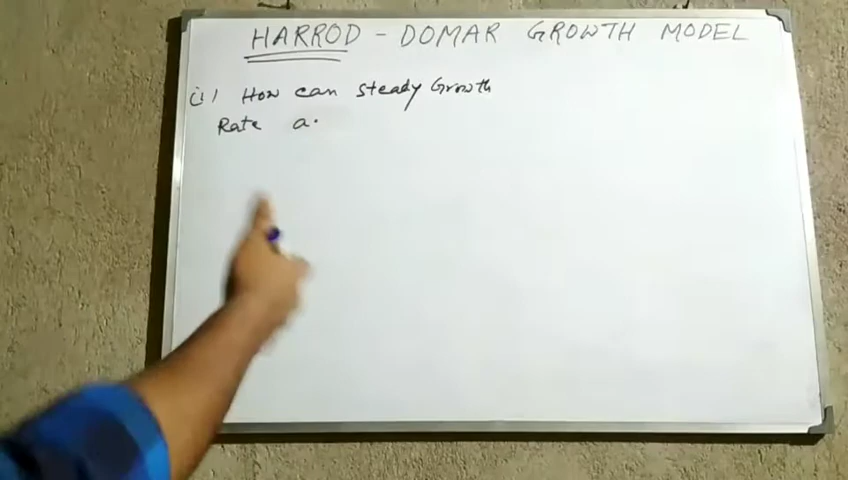 HARROD - DOMAR GROWTH MODEL
(i) How can steady Growth
Rate a.